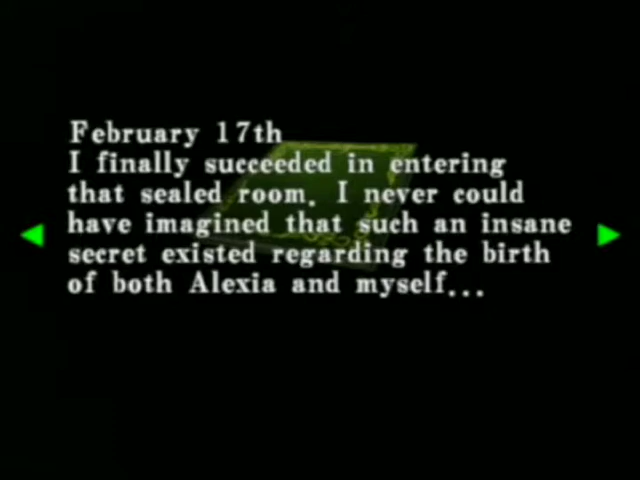 February 17th
I finally succeeded in entering
that sealed room. I never could
have imagined that such an insane
secret existed regarding the birth
of both Alexia and myself...